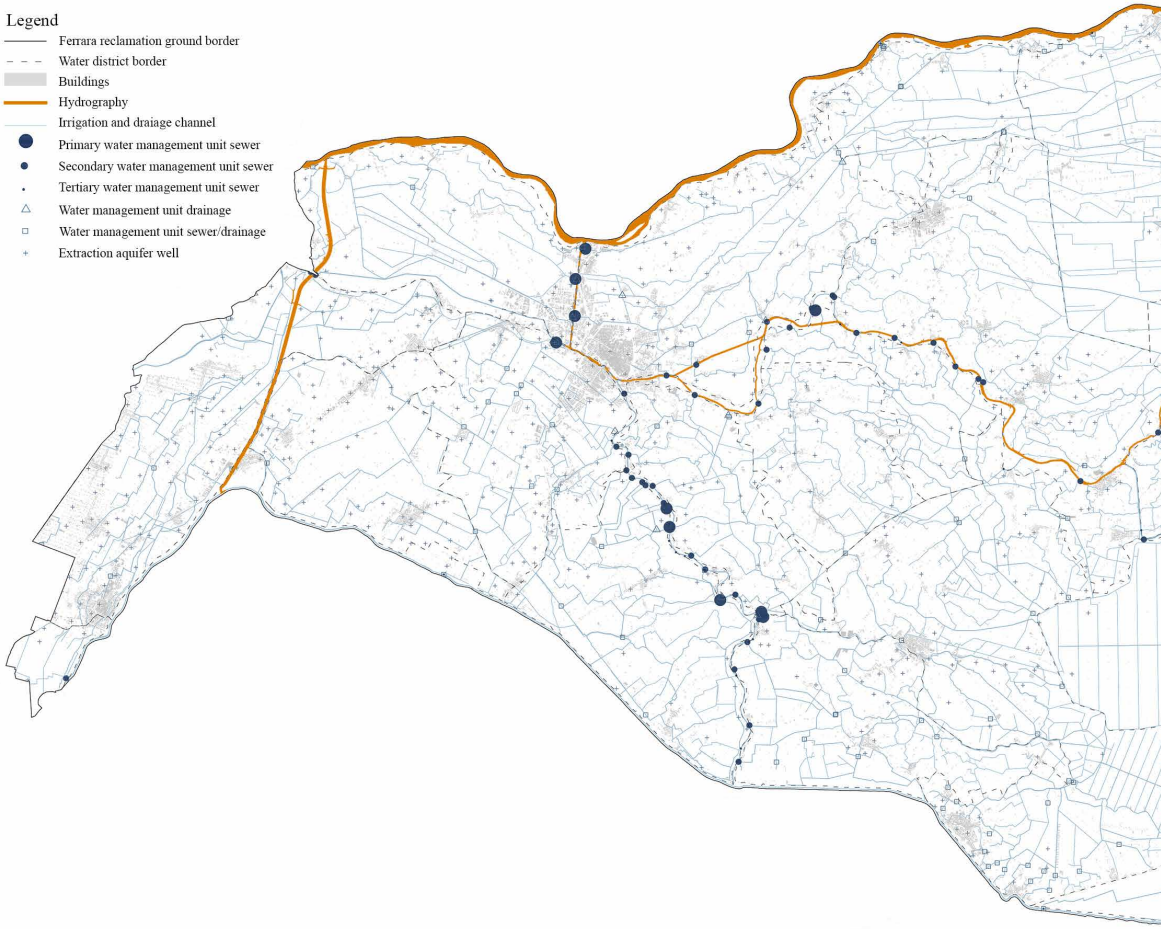 Legend
Ferrara reclamation ground border
Water district border
Buildings
Hydrography
Irrigation and draiage channel
Primary water management unit sewer
Secondary water management unit sewer
Tertiary water management unit sewer
Water management unit drainage
Water management unit sewer/drainage
Extraction aquifer well